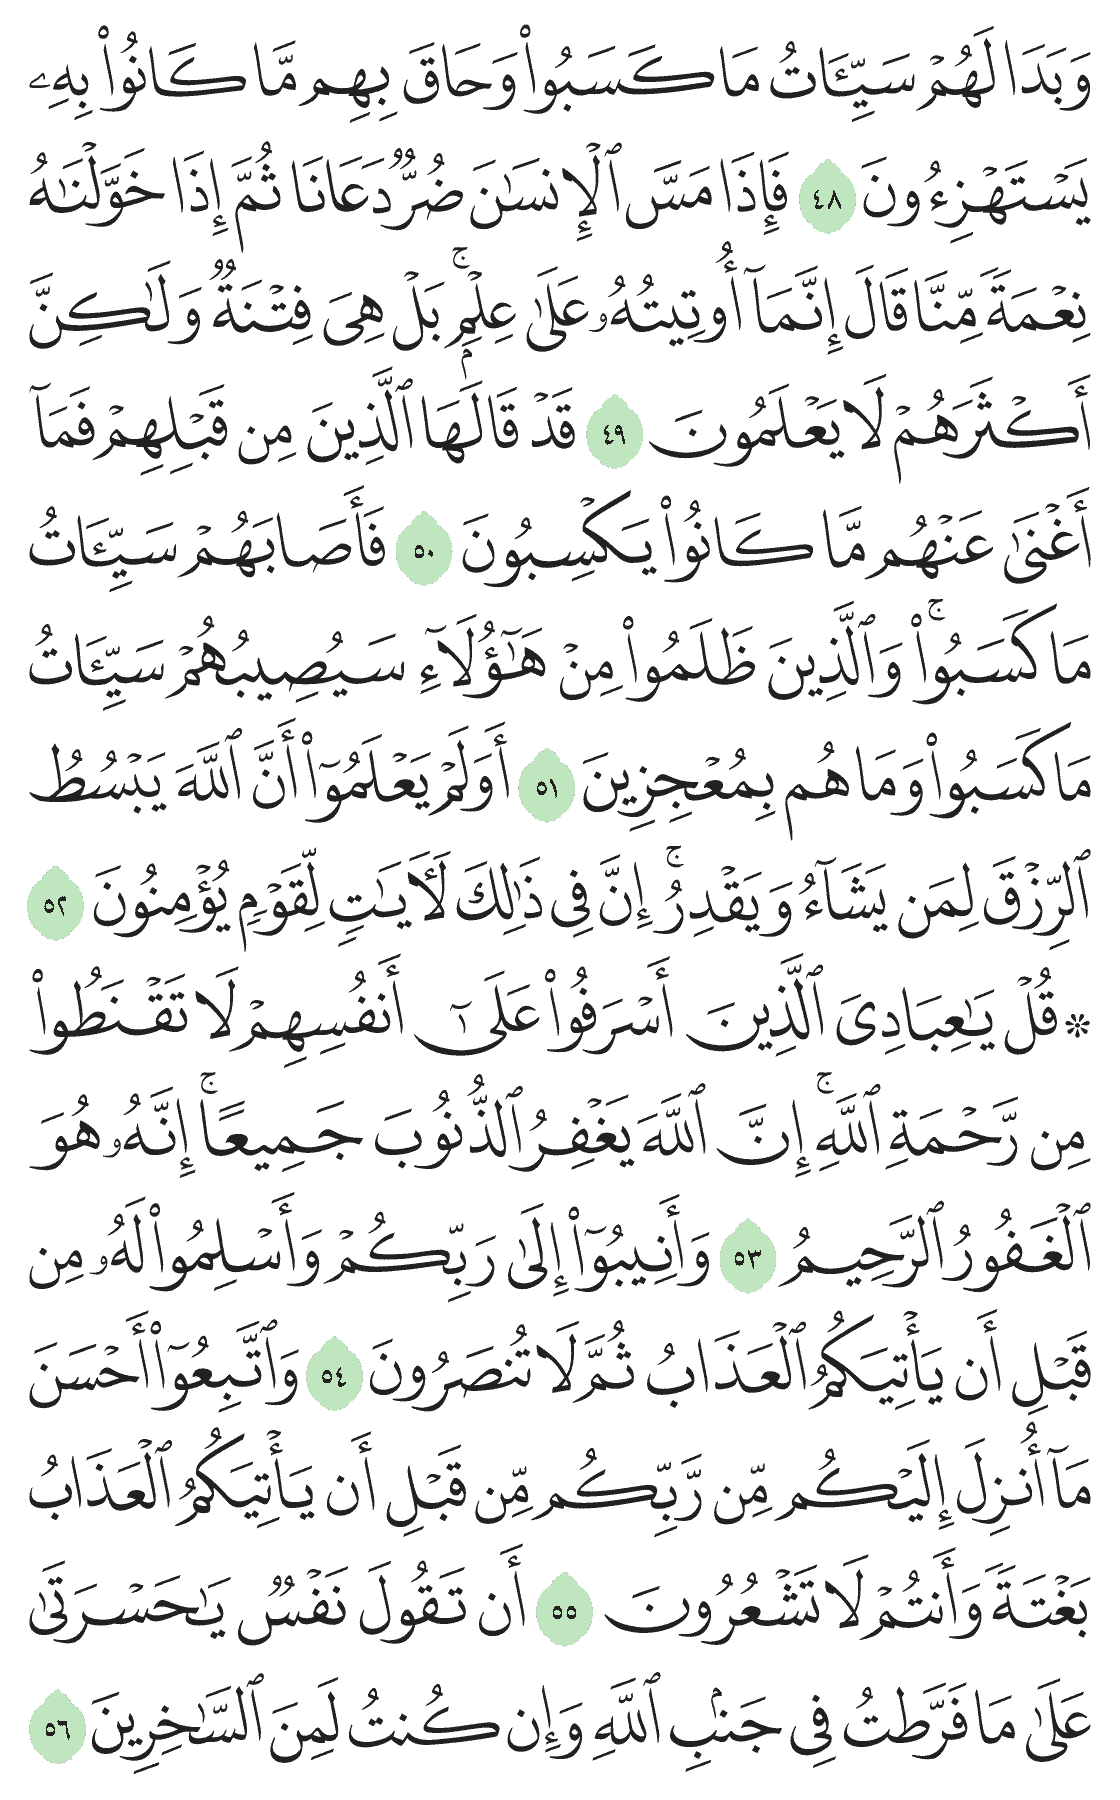 وَبَدَا لَهُمۡ سَيِّـَٔاتُ مَا كَسَبُواْ وَحَاقَ بِهِم مَّا كَانُواْ بِهِۦ
يَسۡتَهۡزِءُونَ ٤٨ فَإِذَا مَسَّ ٱلۡإِنسَٰنَ ضُرّٞ دَعَانَا ثُمَّ إِذَا خَوَّلۡنَٰهُ
نِعۡمَةٗ مِّنَّا قَالَ إِنَّمَآ أُوتِيتُهُۥ عَلَىٰ عِلۡمِۭۚ بَلۡ هِيَ فِتۡنَةٞ وَلَٰكِنَّ
أَكۡثَرَهُمۡ لَا يَعۡلَمُونَ ٤٩ قَدۡ قَالَهَا ٱلَّذِينَ مِن قَبۡلِهِمۡ فَمَآ
أَغۡنَىٰ عَنۡهُم مَّا كَانُواْ يَكۡسِبُونَ ٥٠ فَأَصَابَهُمۡ سَيِّـَٔاتُ
مَا كَسَبُواْۚ وَٱلَّذِينَ ظَلَمُواْ مِنۡ هَٰٓؤُلَآءِ سَيُصِيبُهُمۡ سَيِّـَٔاتُ
مَا كَسَبُواْ وَمَا هُم بِمُعۡجِزِينَ ٥١ أَوَلَمۡ يَعۡلَمُوٓاْ أَنَّ ٱللَّهَ يَبۡسُطُ
ٱلرِّزۡقَ لِمَن يَشَآءُ وَيَقۡدِرُۚ إِنَّ فِي ذَٰلِكَ لَأٓيَٰتٖ لِّقَوۡمٖ يُؤۡمِنُونَ ٥٢
۞ قُلۡ يَٰعِبَادِيَ ٱلَّذِينَ أَسۡرَفُواْ عَلَىٰٓ أَنفُسِهِمۡ لَا تَقۡنَطُواْ
مِن رَّحۡمَةِ ٱللَّهِۚ إِنَّ ٱللَّهَ يَغۡفِرُ ٱلذُّنُوبَ جَمِيعًاۚ إِنَّهُۥ هُوَ
ٱلۡغَفُورُ ٱلرَّحِيمُ ٥٣ وَأَنِيبُوٓاْ إِلَىٰ رَبِّكُمۡ وَأَسۡلِمُواْ لَهُۥ مِن
قَبۡلِ أَن يَأۡتِيَكُمُ ٱلۡعَذَابُ ثُمَّ لَا تُنصَرُونَ ٥٤ وَٱتَّبِعُوٓاْ أَحۡسَنَ
مَآ أُنزِلَ إِلَيۡكُم مِّن رَّبِّكُم مِّن قَبۡلِ أَن يَأۡتِيَكُمُ ٱلۡعَذَابُ
بَغۡتَةٗ وَأَنتُمۡ لَا تَشۡعُرُونَ ٥٥ أَن تَقُولَ نَفۡسٞ يَٰحَسۡرَتَىٰ
عَلَىٰ مَا فَرَّطتُ فِي جَنۢبِ ٱللَّهِ وَإِن كُنتُ لَمِنَ ٱلسَّٰخِرِينَ ٥٦